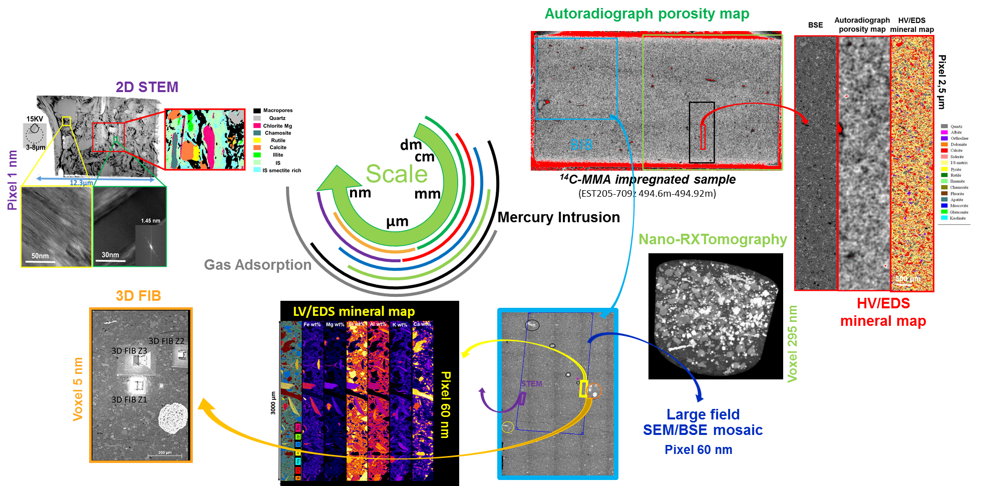 Autoradiograph porosity map
BSE
Autoradiograph
porosity map
HV/EDS
mineral map
Pixel 2,5 µm
300 µm
Quartz
Albite
Orthoclase
Dolomite
Calcite
Siderite
I/S matrix
Pyrite
Rutile
Ilmenite
Chamosite
Fluorite
Apatite
Muscovite
Glauconite
Kaolinite
HV/EDS
mineral map
BIB
14C-MMA impregnated sample
(EST205-709z 494.6m-494.92m)
2D STEM
15KV
3-8µm
Pixel 1 nm
12.3µm
50nm
30nm
1.45 nm
Macropores
Quartz
Chlorite Mg
Chamosite
Rutile
Calcite
Illite
IS
IS smectite rich
Scale
dm
cm
mm
µm
nm
Mercury Intrusion
Gas Adsorption
Nano-RXTomography
Voxel 295 nm
3D FIB
Voxel 5 nm
3D FIB Z2
3D FIB Z3
3D FIB Z1
200 µm
LV/EDS mineral map
Fe wt%
Mg wt%
Si wt%
Al wt%
K wt%
Ca wt%
3000 µm
Mg
Al
Si
Fe
Na
Ca
K
Pixel 60 nm
STEM
Large field
SEM/BSE mosaic
Pixel 60 nm